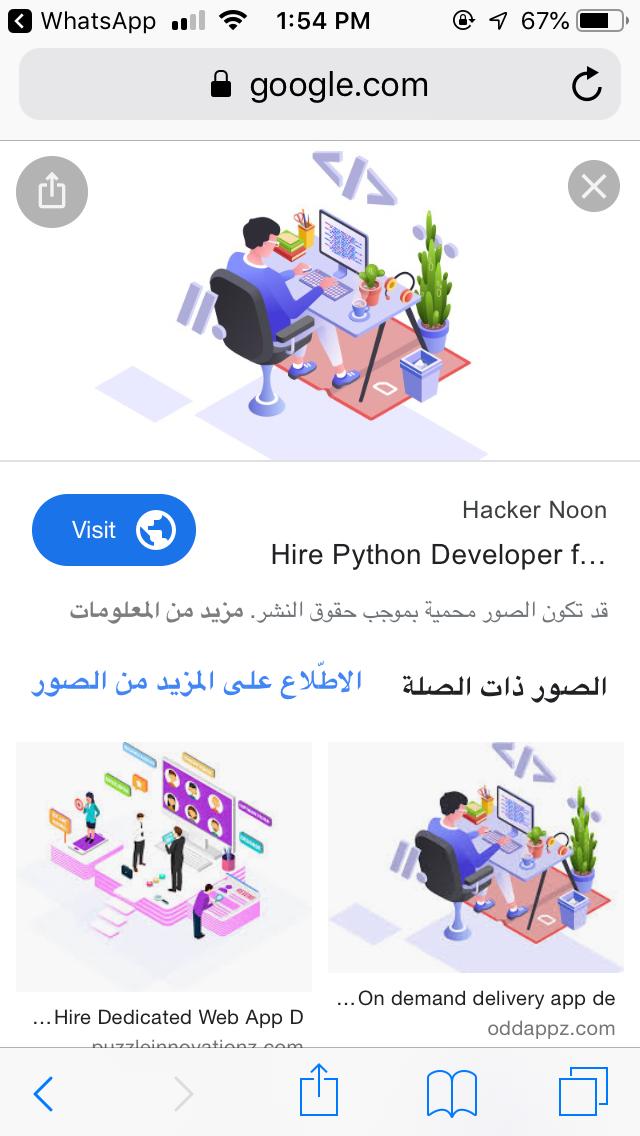 WhatsApp 1:54 PM 67%
google.com
</>
Visit
Hacker Noon
Hire Python Developer f...
قد تكون الصور محمية بموجب حقوق النشر. مزيد من المعلومات
الصور ذات الصلة
الاطّلاع على المزيد من الصور
</>
...On demand delivery app de
oddappz.com
...Hire Dedicated Web App D
puzzleinnovationz.com